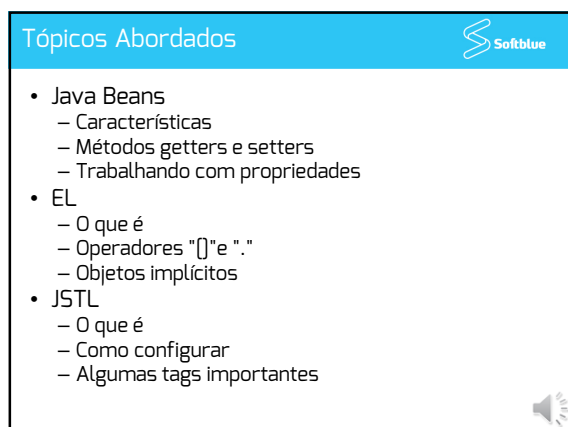 Tópicos Abordados
Softblue
• Java Beans
– Características
– Métodos getters e setters
– Trabalhando com propriedades
• EL
– O que é
– Operadores "[]"e "."
– Objetos implícitos
• JSTL
– O que é
– Como configurar
– Algumas tags importantes